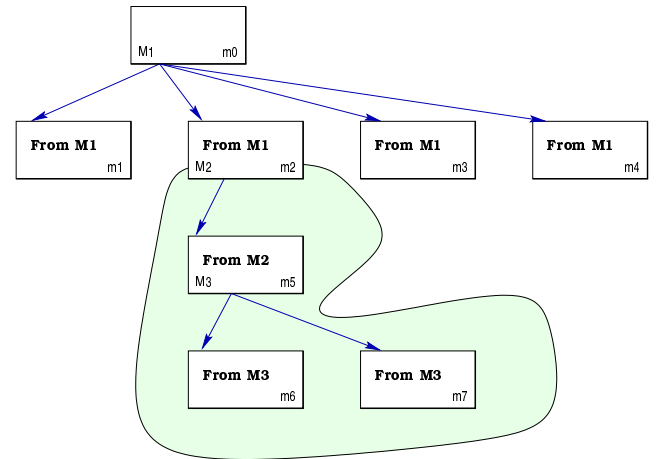 M1 m0
From M1
m1
From M1
M2 m2
From M1
m3
From M1
m4
From M2
M3 m5
From M3
m6
From M3
m7